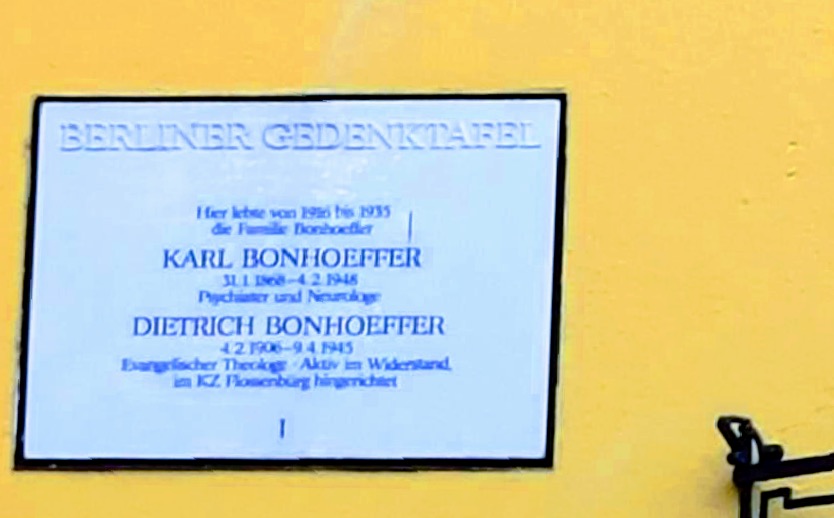 BERLINER GEDENKTAFEL
Hier lebte von 1916 bis 1935
die Familie Bonhoeffer
KARL BONHOEFFER
31.1.1868–4.2.1948
Psychiater und Neurologe
DIETRICH BONHOEFFER
4.2.1906–9.4.1945
Evangelischer Theologe · Aktiv im Widerstand,
im KZ Flossenbürg hingerichtet